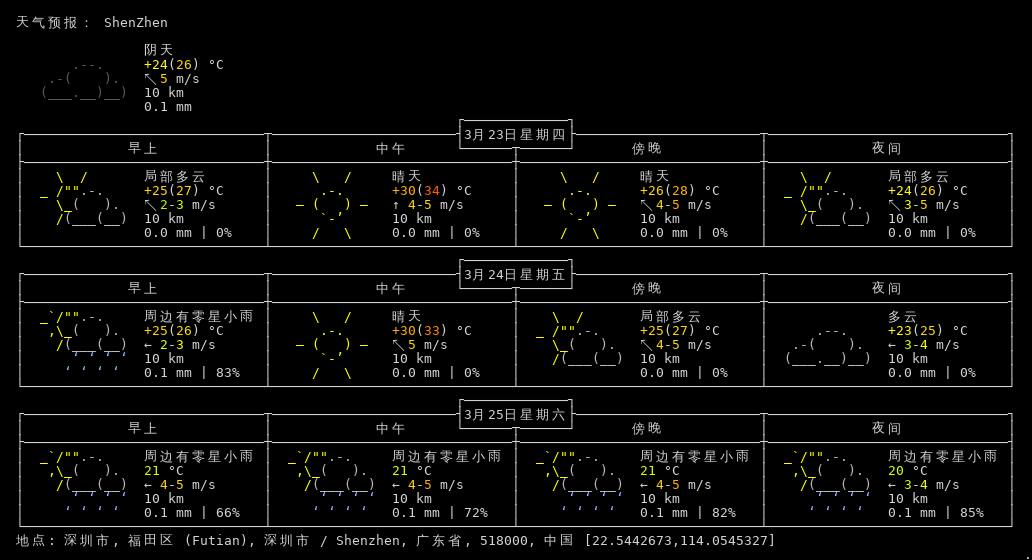 天气预报： ShenZhen
阴天
+24(26) °C
↖ 5 m/s
10 km
0.1 mm
3月23日星期四
早上 中午 傍晚 夜间
局部多云 晴天 晴天 局部多云
+25(27) °C +30(34) °C +26(28) °C +24(26) °C
↖ 2-3 m/s ↑ 4-5 m/s ↖ 4-5 m/s ↖ 3-5 m/s
10 km 10 km 10 km 10 km
0.0 mm | 0% 0.0 mm | 0% 0.0 mm | 0% 0.0 mm | 0%
3月24日星期五
早上 中午 傍晚 夜间
周边有零星小雨 晴天 局部多云 多云
+25(26) °C +30(33) °C +25(27) °C +23(25) °C
← 2-3 m/s ↖ 5 m/s ↖ 4-5 m/s ← 3-4 m/s
10 km 10 km 10 km 10 km
0.1 mm | 83% 0.0 mm | 0% 0.0 mm | 0% 0.0 mm | 0%
3月25日星期六
早上 中午 傍晚 夜间
周边有零星小雨 周边有零星小雨 周边有零星小雨 周边有零星小雨
21 °C 21 °C 21 °C 20 °C
← 4-5 m/s ← 4-5 m/s ← 4-5 m/s ← 3-4 m/s
10 km 10 km 10 km 10 km
0.1 mm | 66% 0.1 mm | 72% 0.1 mm | 82% 0.1 mm | 85%
地点: 深圳市, 福田区 (Futian), 深圳市 / Shenzhen, 广东省, 518000, 中国 [22.5442673,114.0545327]